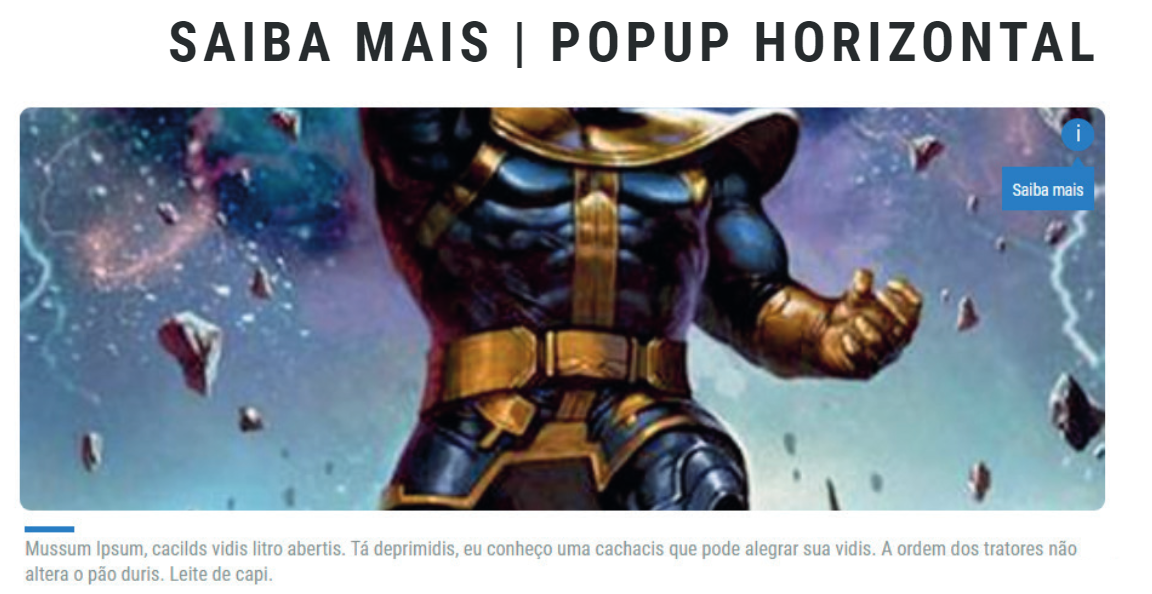 SAIBA MAIS | POPUP HORIZONTAL
i
Saiba mais
Mussum Ipsum, cacilds vidis litro abertis. Tá deprimidis, eu conheço uma cachacis que pode alegrar sua vidis. A ordem dos tratores não
altera o pão duris. Leite de capi.